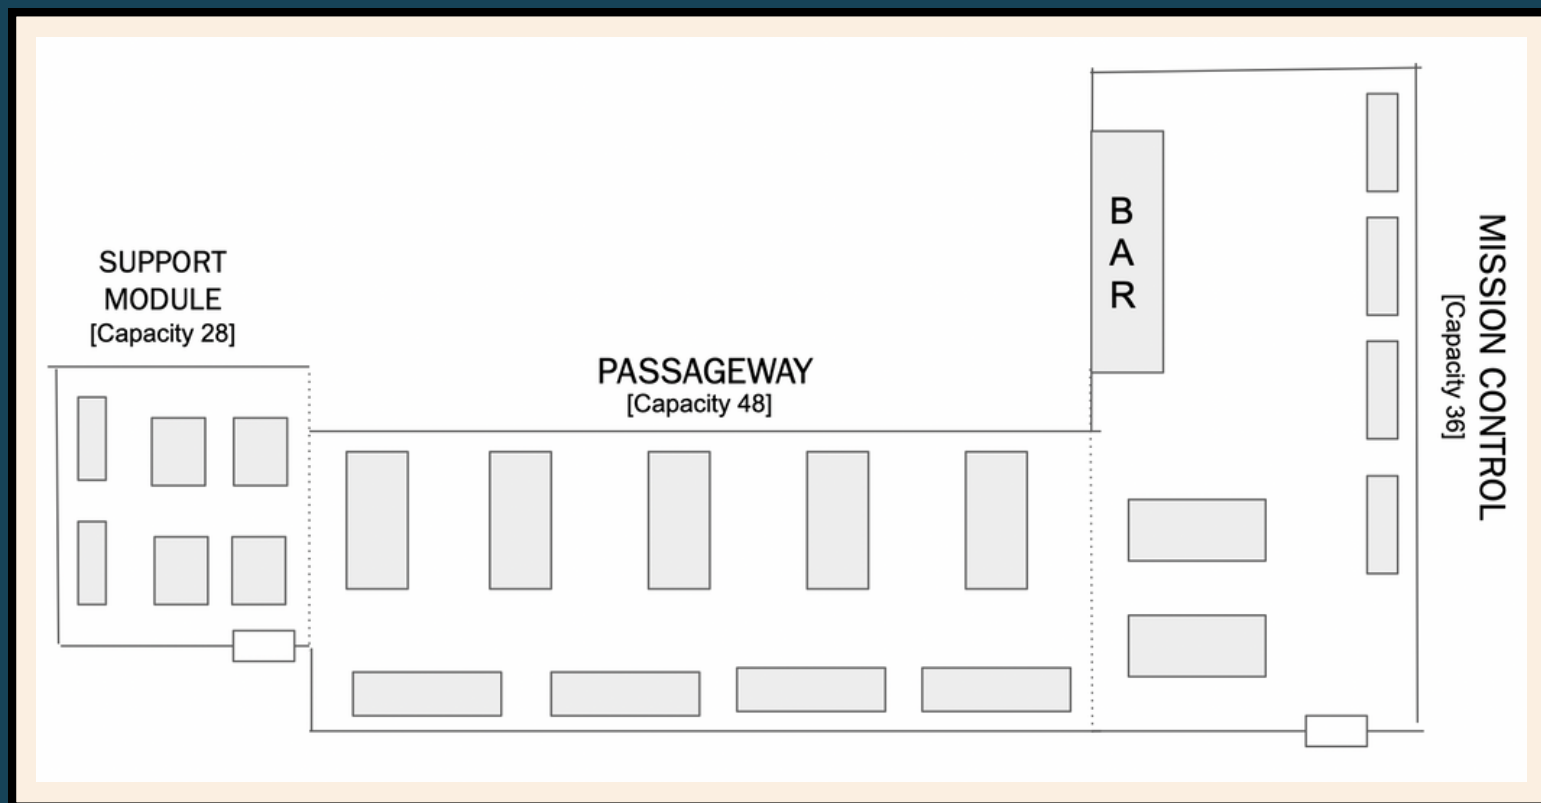 SUPPORT
MODULE
[Capacity 28]
PASSAGEWAY
[Capacity 48]
B
A
R
MISSION CONTROL
[Capacity 36]